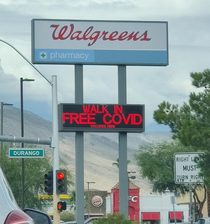 Walgreens
pharmacy
WALK IN
FREE COVID
DURANGO
RIGHT LANE
MUST
TURN RIGHT